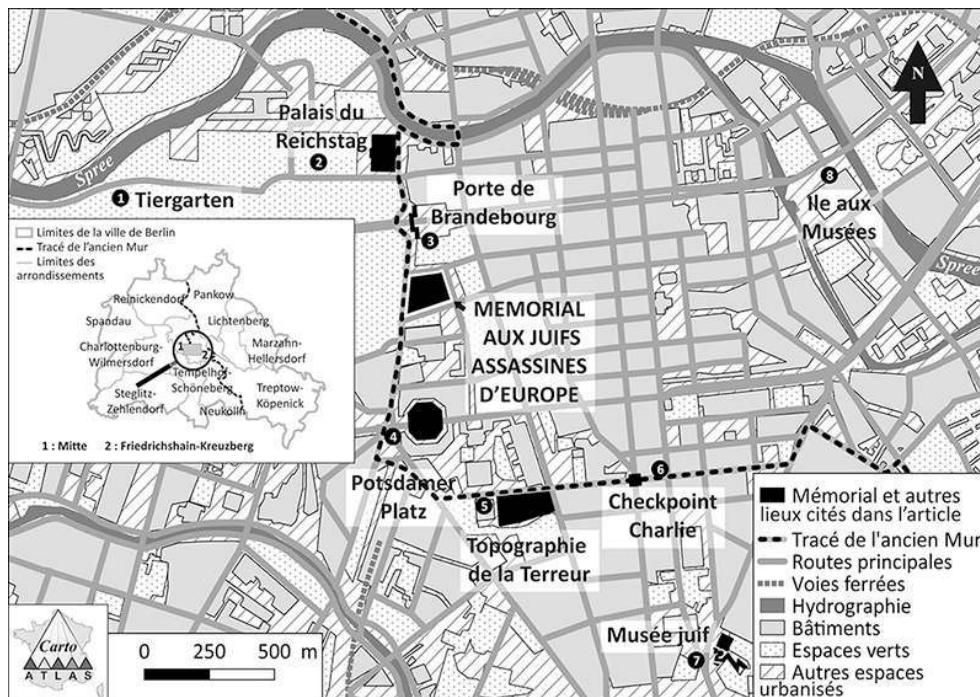 N
Palais du
Reichstag
2
Spree
1 Tiergarten
Porte de
Brandebourg
3
8
Ile aux
Musées
Spree
MEMORIAL
AUX JUIFS
ASSASSINES
D'EUROPE
Limites de la ville de Berlin
Tracé de l'ancien Mur
Limites des
arrondissements
Reinickendorf
Pankow
Spandau
Lichtenberg
Charlottenburg-
Wilmersdorf
Marzahn-
Hellersdorf
1
2
Tempelhof-
Schöneberg
Steglitz-
Zehlendorf
Neukölln
Treptow-
Köpenick
1 : Mitte 2 : Friedrichshain-Kreuzberg
4
Potsdamer
Platz
5
Topographie
de la Terreur
6
Checkpoint
Charlie
Musée juif
7
Mémorial et autres
lieux cités dans l'article
Tracé de l'ancien Mur
Routes principales
Voies ferrées
Hydrographie
Bâtiments
Espaces verts
Autres espaces
urbanisés
Carto
ATLAS
0 250 500 m